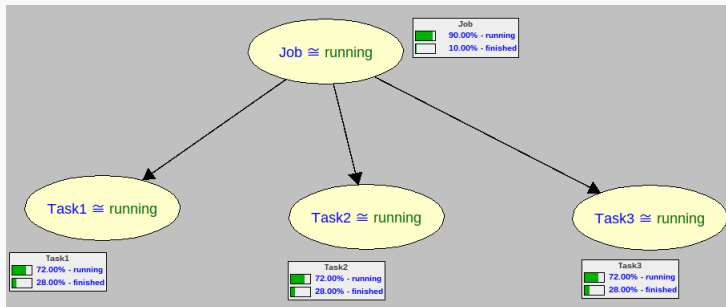 Job ≅ running
Job
90.00% - running
10.00% - finished
Task1 ≅ running
Task2 ≅ running
Task3 ≅ running
Task1
72.00% - running
28.00% - finished
Task2
72.00% - running
28.00% - finished
Task3
72.00% - running
28.00% - finished